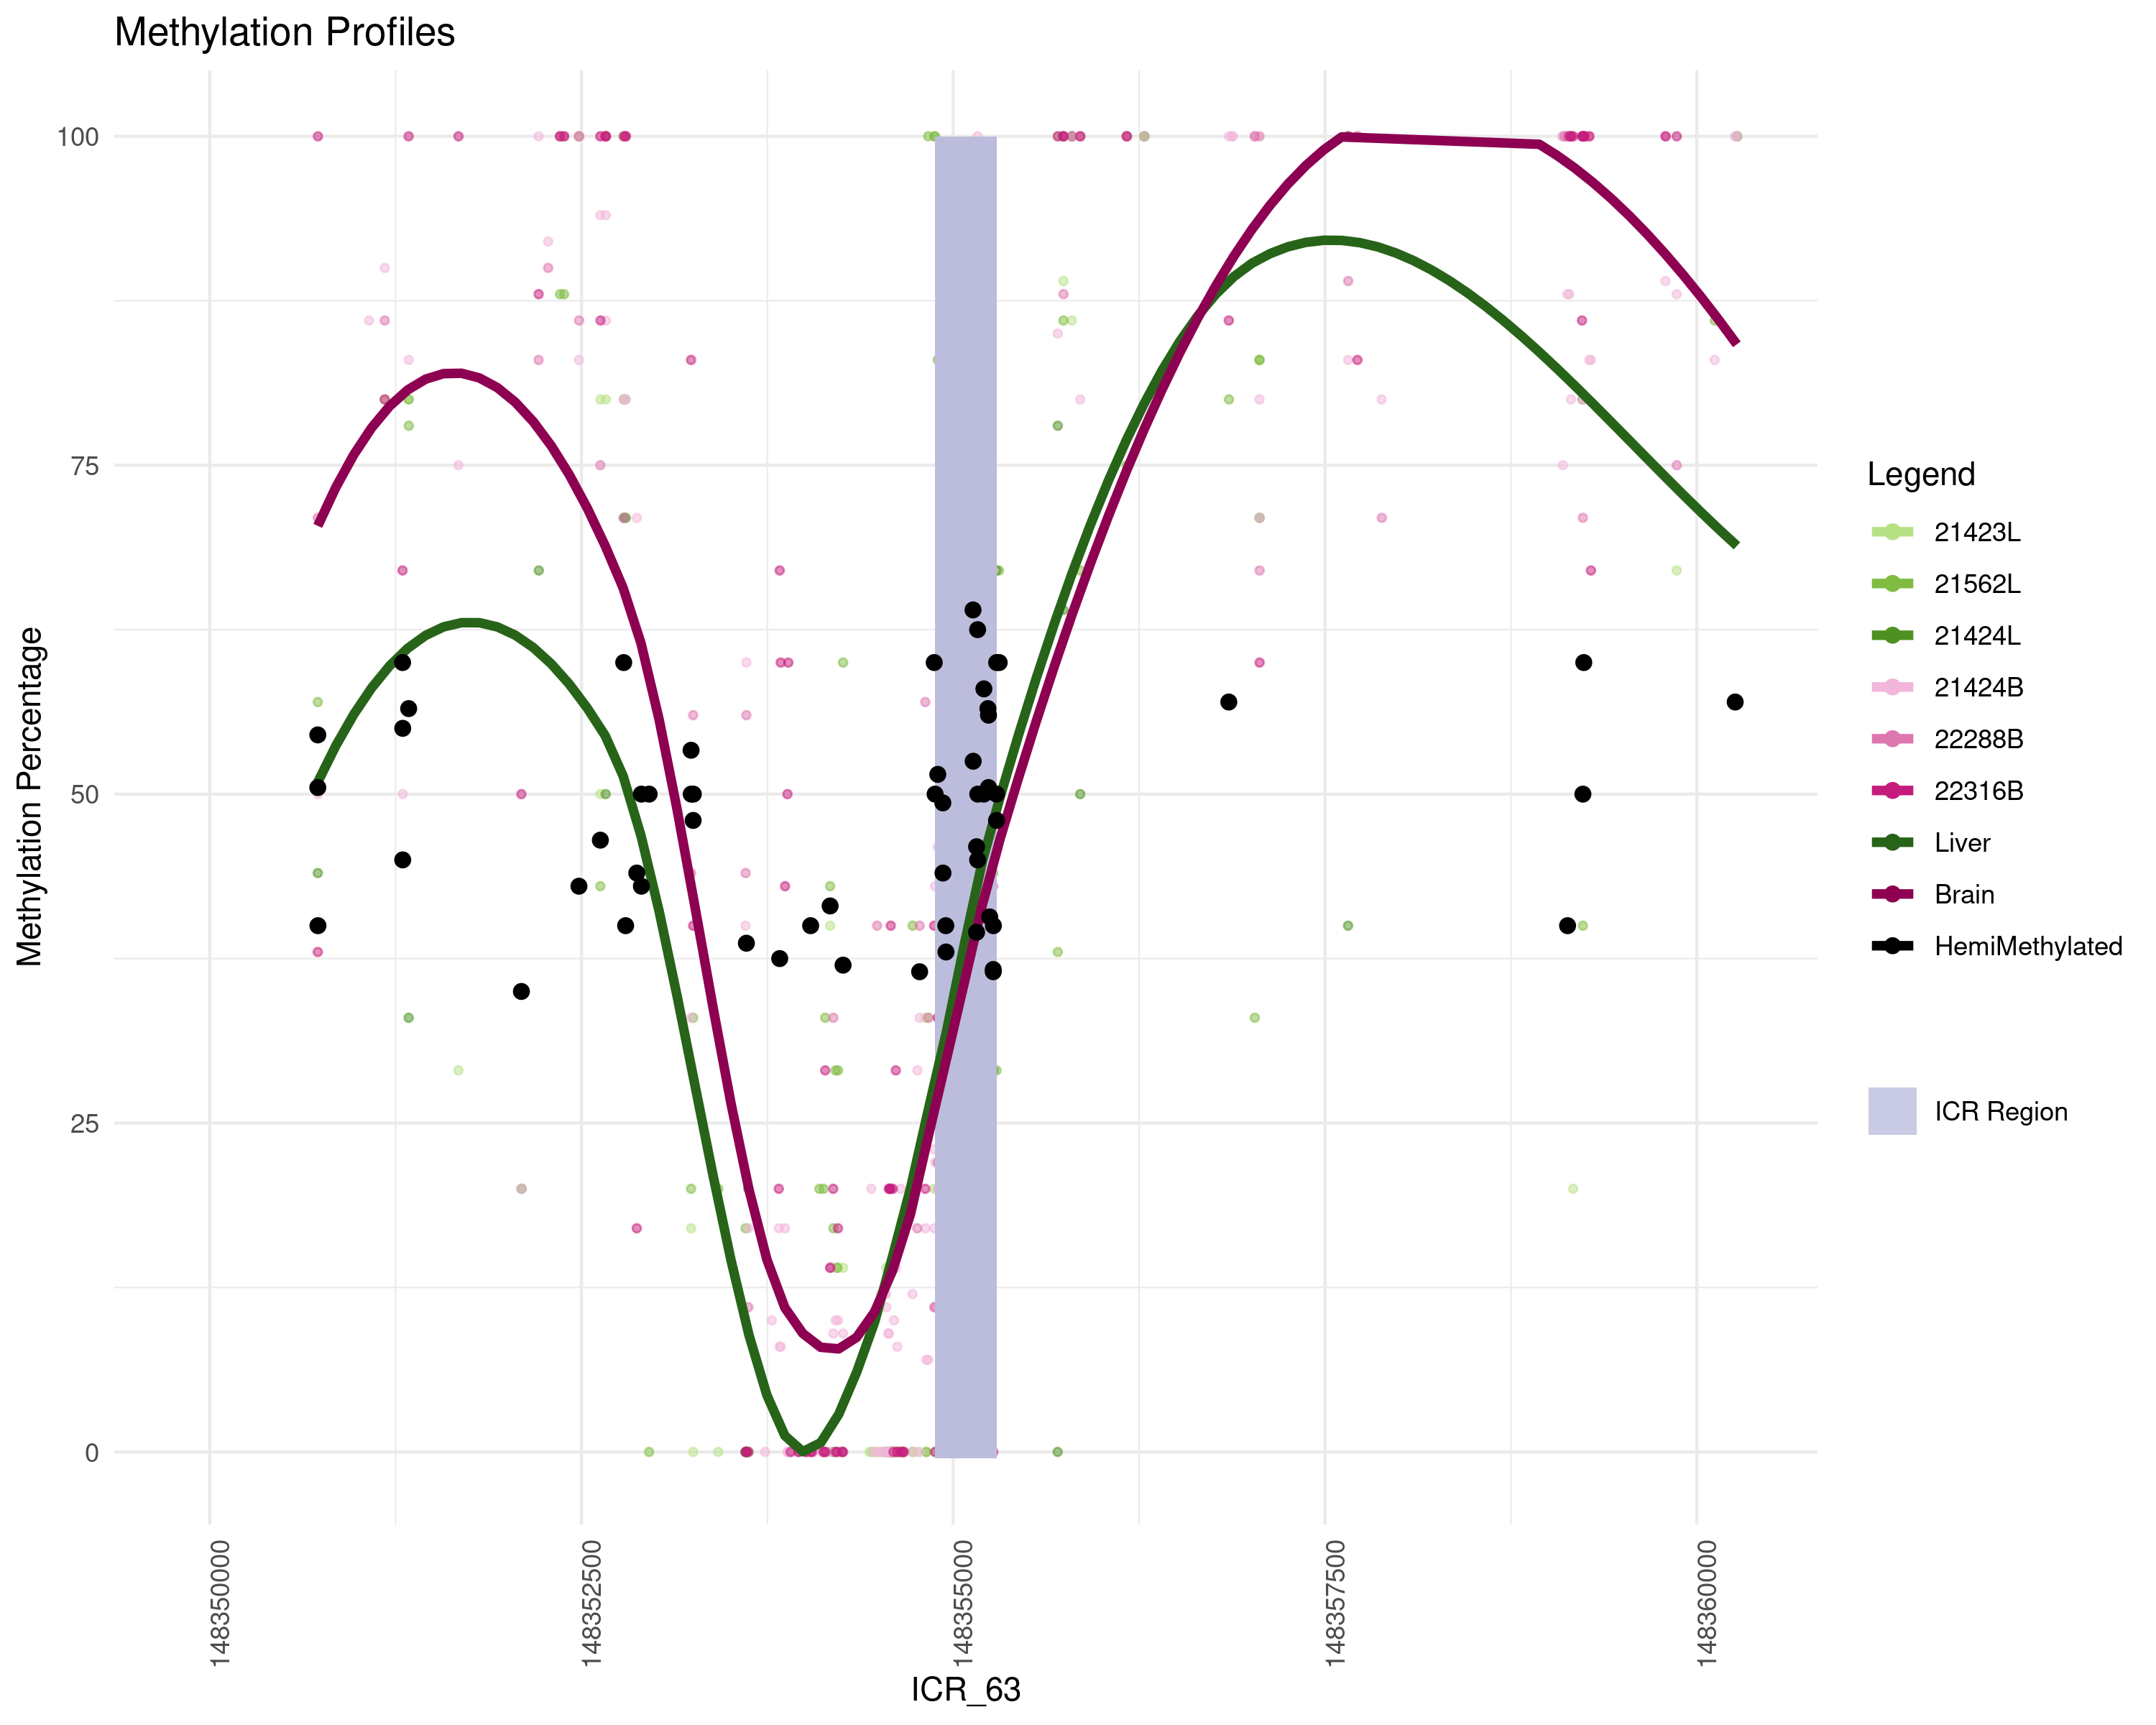 Methylation Profiles
Methylation Percentage
100
75
50
25
0
148350000
148352500
148355000
148357500
148360000
ICR_63
Legend
21423L
21562L
21424L
21424B
22288B
22316B
Liver
Brain
HemiMethylated
ICR Region